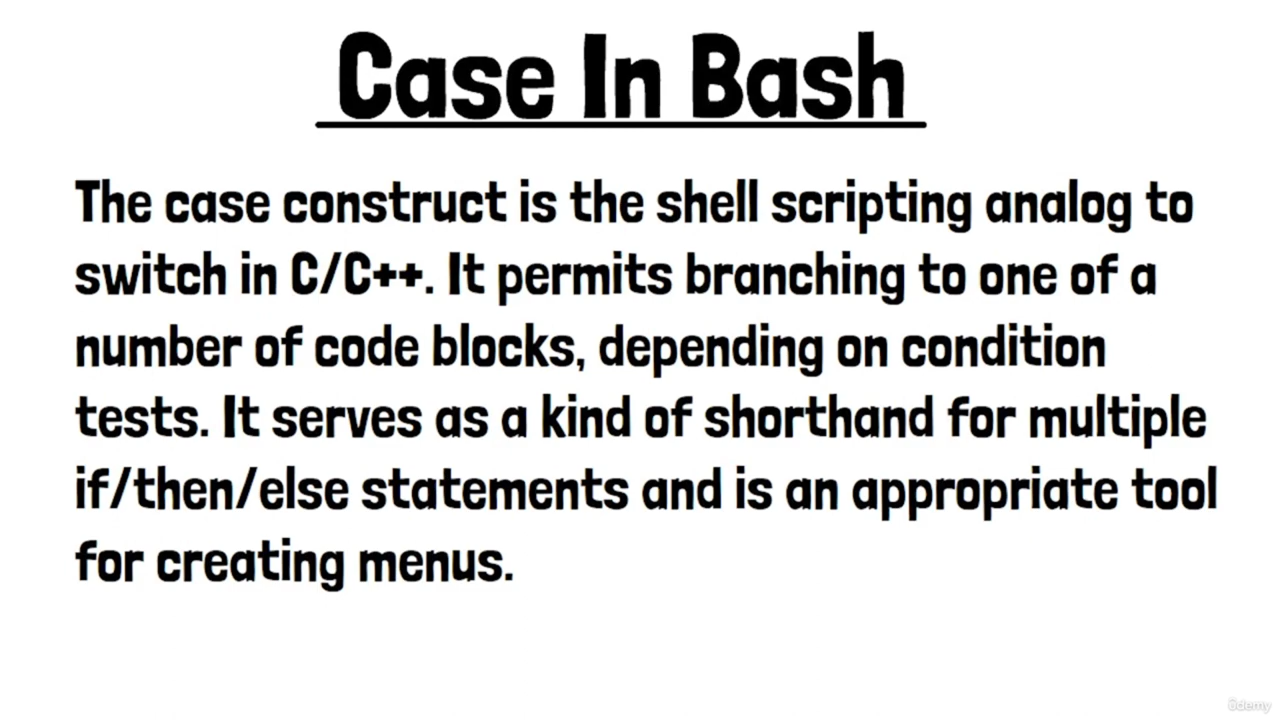 Case In Bash
The case construct is the shell scripting analog to
switch in C/C++. It permits branching to one of a
number of code blocks, depending on condition
tests. It serves as a kind of shorthand for multiple
if/then/else statements and is an appropriate tool
for creating menus.
ûdemy